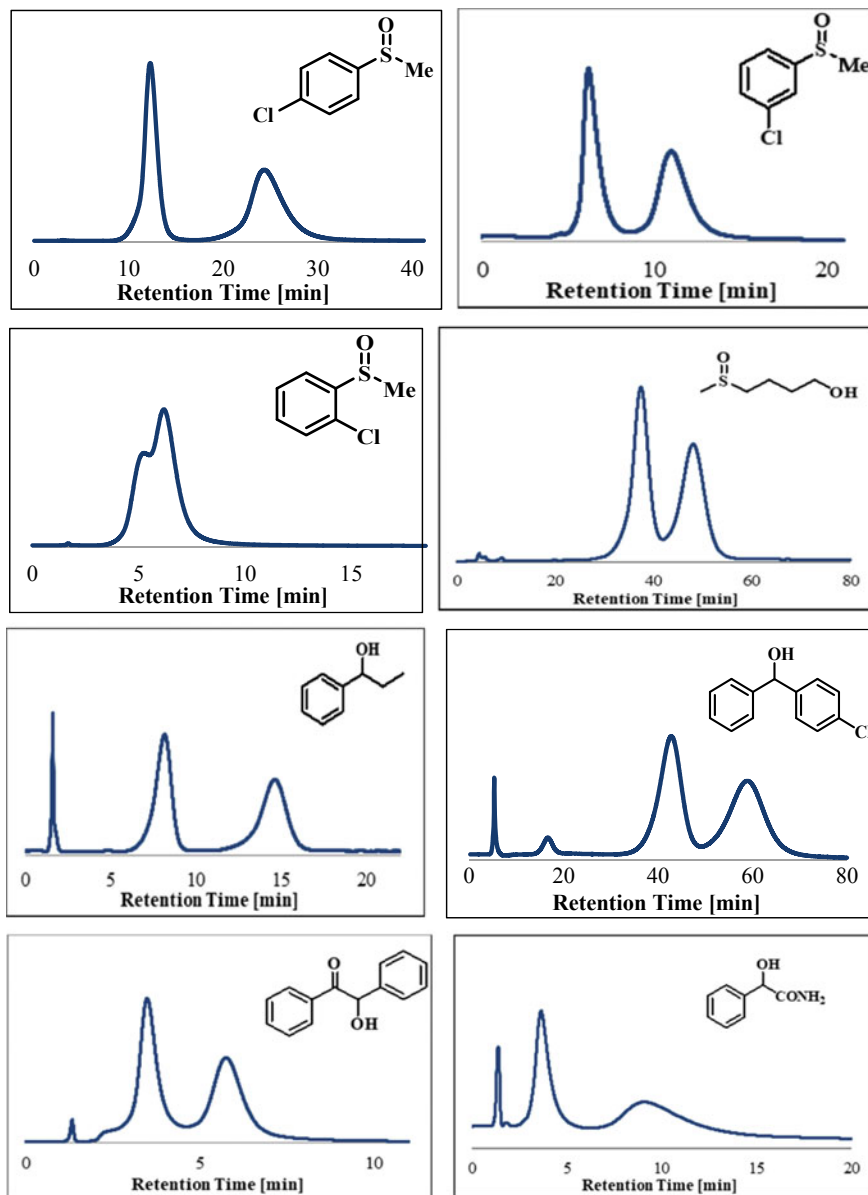 O
S
Me
Cl
0 10 20 30 40
Retention Time [min]
O
S
Me
Cl
0 10 20
Retention Time [min]
O
S
Me
Cl
0 5 10 15
Retention Time [min]
O
S
OH
0 20 40 60 80
Retention Time [min]
OH
0 5 10 15 20
Retention Time [min]
OH
Cl
0 20 40 60 80
Retention Time [min]
O
OH
0 5 10
Retention Time [min]
OH
CONH₂
0 5 10 15 20
Retention Time [min]